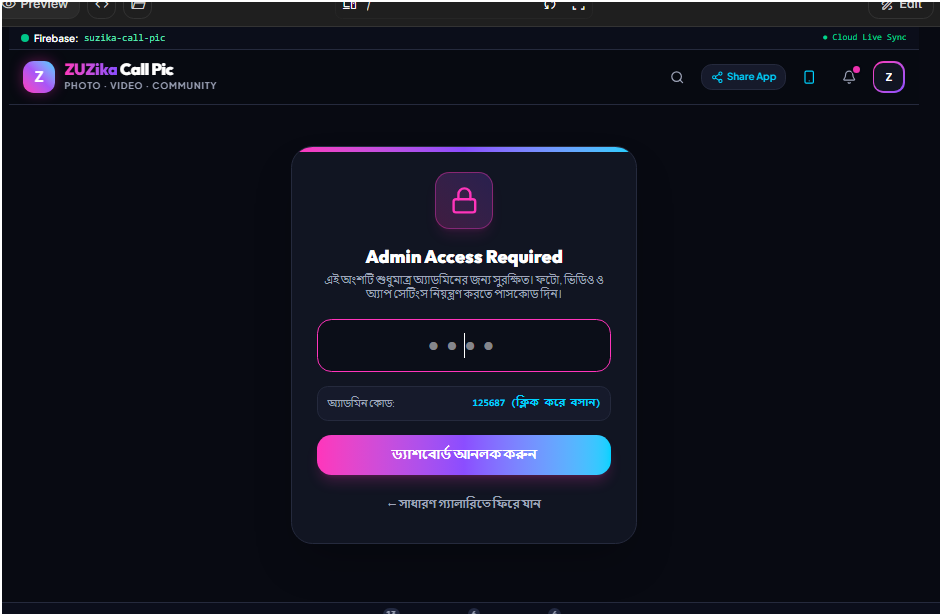 Preview
/
Edit
Firebase: suzika-call-pic
Cloud Live Sync
Z
ZUZika Call Pic
PHOTO · VIDEO · COMMUNITY
Share App
Z
Admin Access Required
এই অংশটি শুধুমাত্র অ্যাডমিনের জন্য সুরক্ষিত। ফটো, ভিডিও ও
অ্যাপ সেটিংস নিয়ন্ত্রণ করতে পাসকোড দিন।
অ্যাডমিন কোড:
125687 (ক্লিক করে বসান)
ড্যাশবোর্ড আনলক করুন
← সাধারণ গ্যালারিতে ফিরে যান